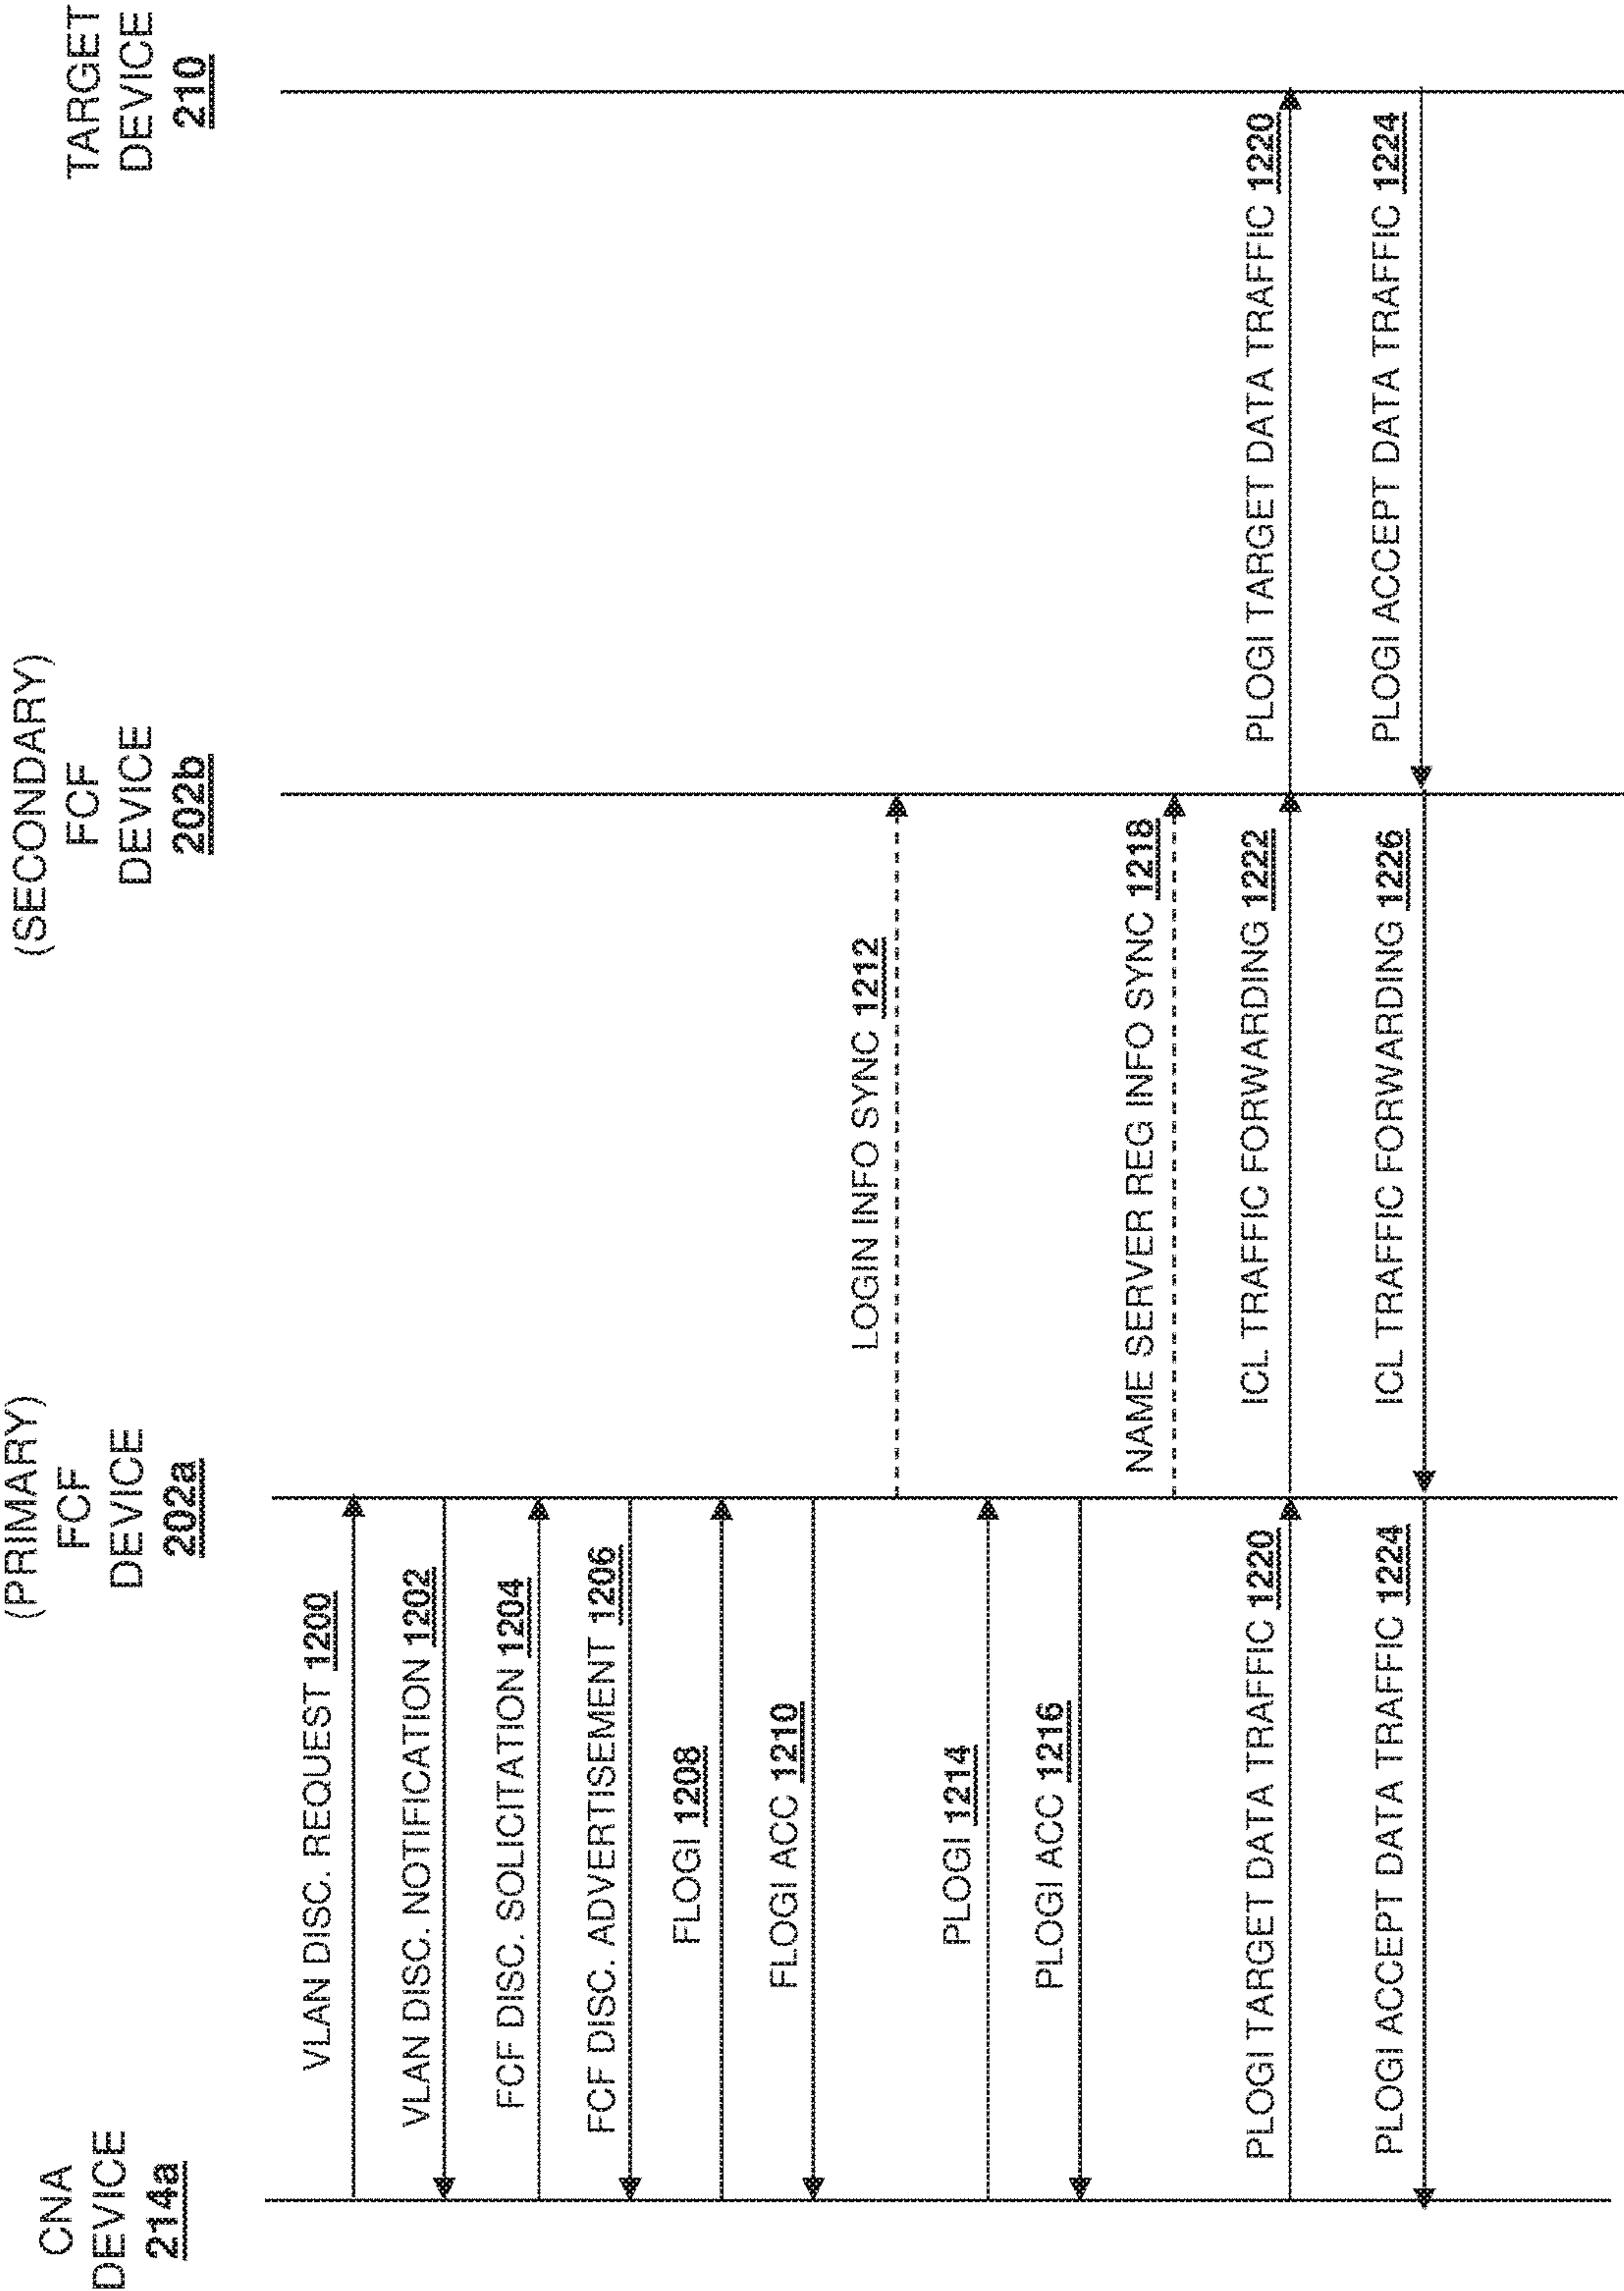 CNA
DEVICE
214a
(PRIMARY)
FCF
DEVICE
202a
(SECONDARY)
FCF
DEVICE
202b
TARGET
DEVICE
210
VLAN DISC. REQUEST 1200
VLAN DISC. NOTIFICATION 1202
FCF DISC. SOLICITATION 1204
FCF DISC. ADVERTISEMENT 1206
FLOGI 1208
FLOGI ACC 1210
LOGIN INFO SYNC 1212
PLOGI 1214
PLOGI ACC 1216
NAME SERVER REG INFO SYNC 1218
PLOGI TARGET DATA TRAFFIC 1220
ICL TRAFFIC FORWARDING 1222
PLOGI TARGET DATA TRAFFIC 1220
PLOGI ACCEPT DATA TRAFFIC 1224
ICL TRAFFIC FORWARDING 1226
PLOGI ACCEPT DATA TRAFFIC 1224